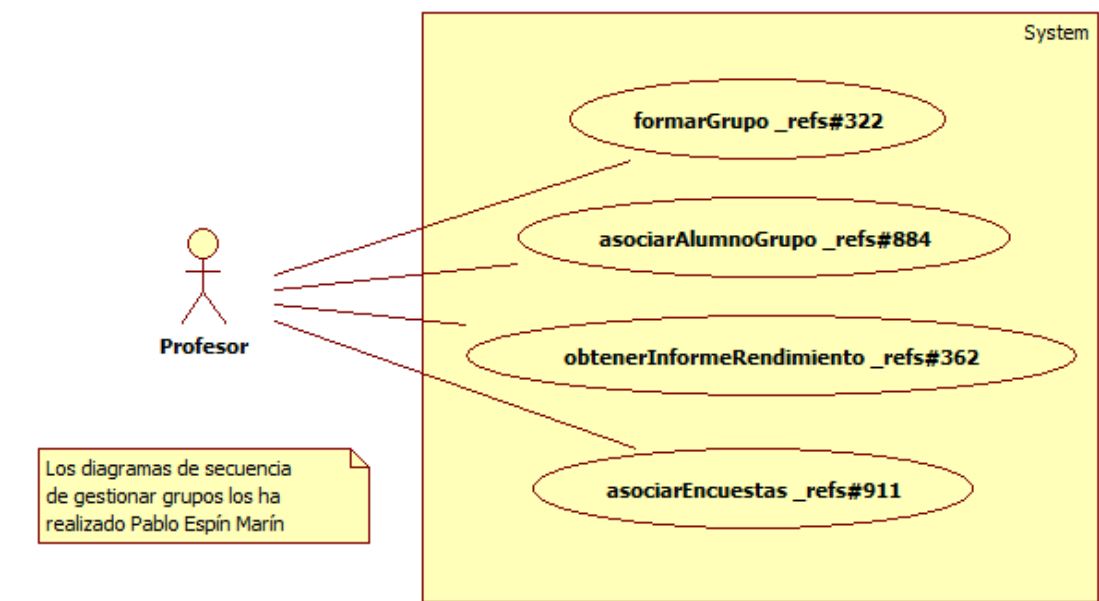 System
formarGrupo _refs#322
asociarAlumnoGrupo _refs#884
Profesor
obtenerInformeRendimiento _refs#362
Los diagramas de secuencia
de gestionar grupos los ha
realizado Pablo Espín Marín
asociarEncuestas _refs#911